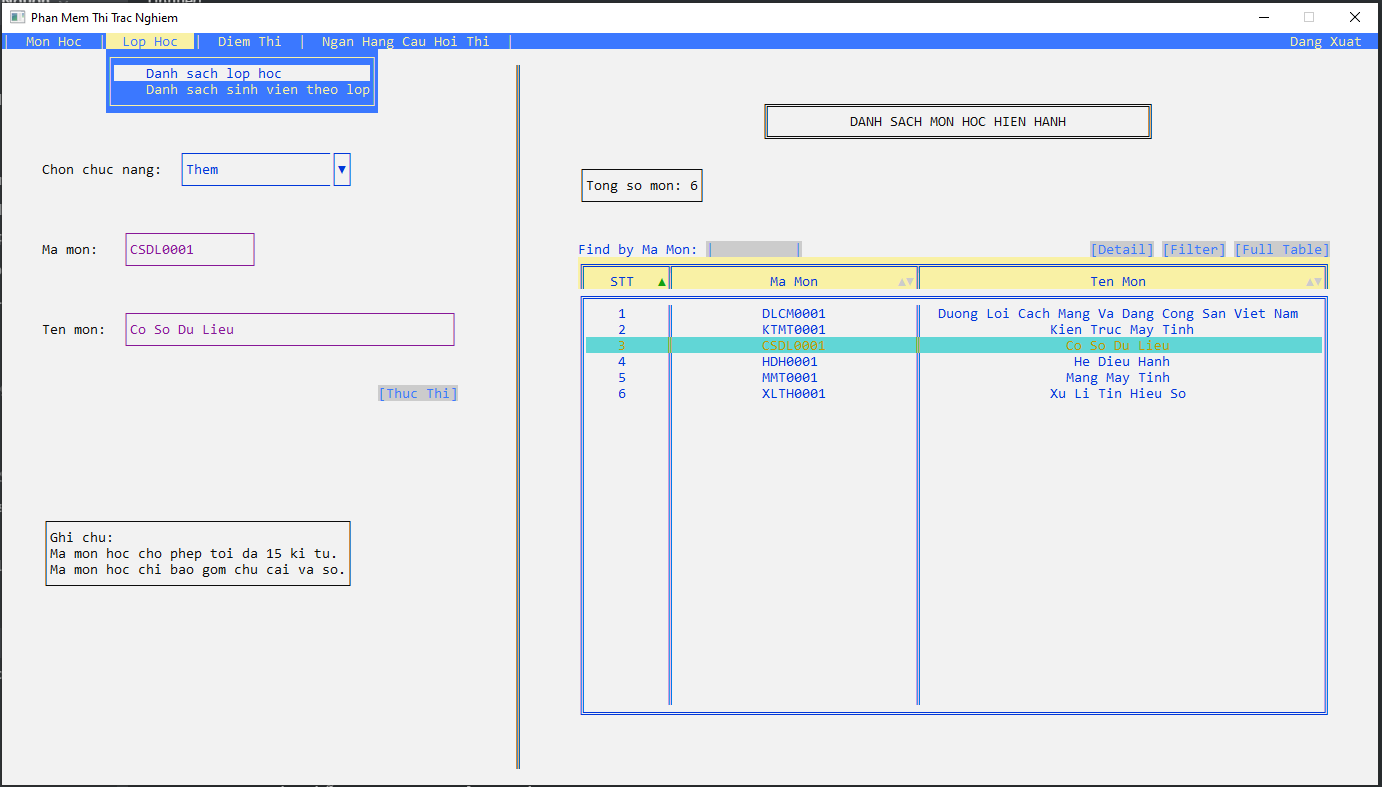 Phan Mem Thi Trac Nghiem
| Mon Hoc | Lop Hoc | Diem Thi | Ngan Hang Cau Hoi Thi | Dang Xuat
Danh sach lop hoc
Danh sach sinh vien theo lop
DANH SACH MON HOC HIEN HANH
Chon chuc nang: Them ▼
Tong so mon: 6
Ma mon: CSDL0001
Find by Ma Mon: | | [Detail] [Filter] [Full Table]
STT ▲ Ma Mon ▲▼ Ten Mon ▲▼
1 DLCM0001 Duong Loi Cach Mang Va Dang Cong San Viet Nam
Ten mon: Co So Du Lieu
2 KTMT0001 Kien Truc May Tinh
3 CSDL0001 Co So Du Lieu
4 HDH0001 He Dieu Hanh
5 MMT0001 Mang May Tinh
6 XLTH0001 Xu Li Tin Hieu So
[Thuc Thi]
Ghi chu:
Ma mon hoc cho phep toi da 15 ki tu.
Ma mon hoc chi bao gom chu cai va so.